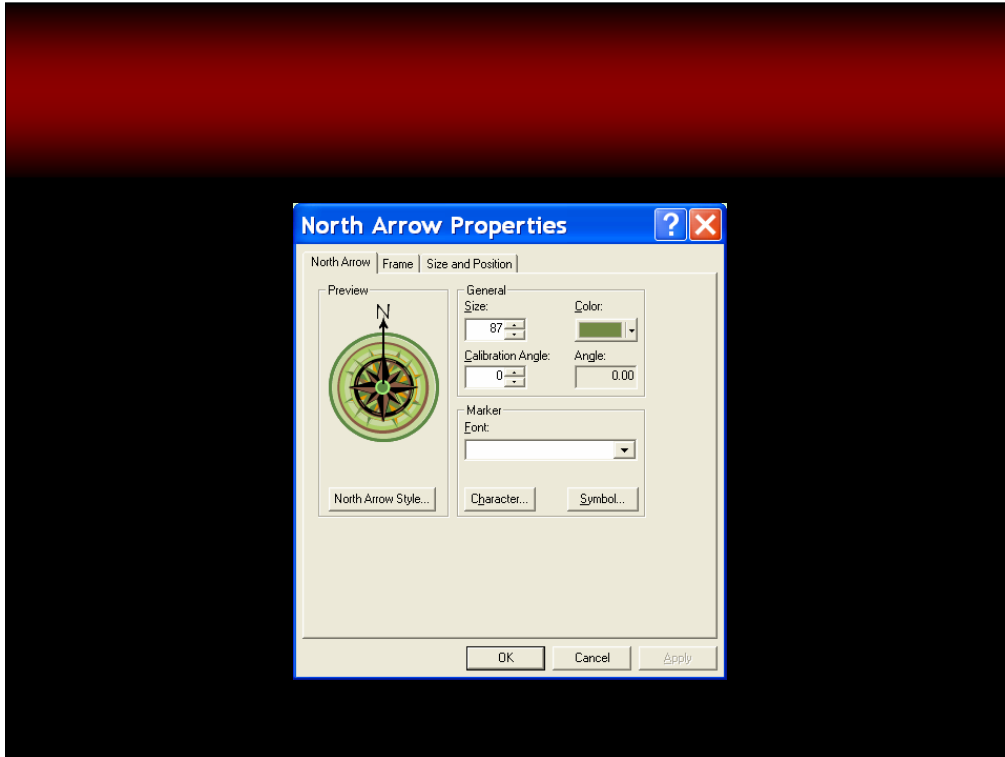 North Arrow Properties ?
North Arrow Frame Size and Position
Preview
N
North Arrow Style...
General
Size: Color:
87
Calibration Angle: Angle:
0 0.00
Marker
Font:
Character... Symbol...
OK Cancel Apply